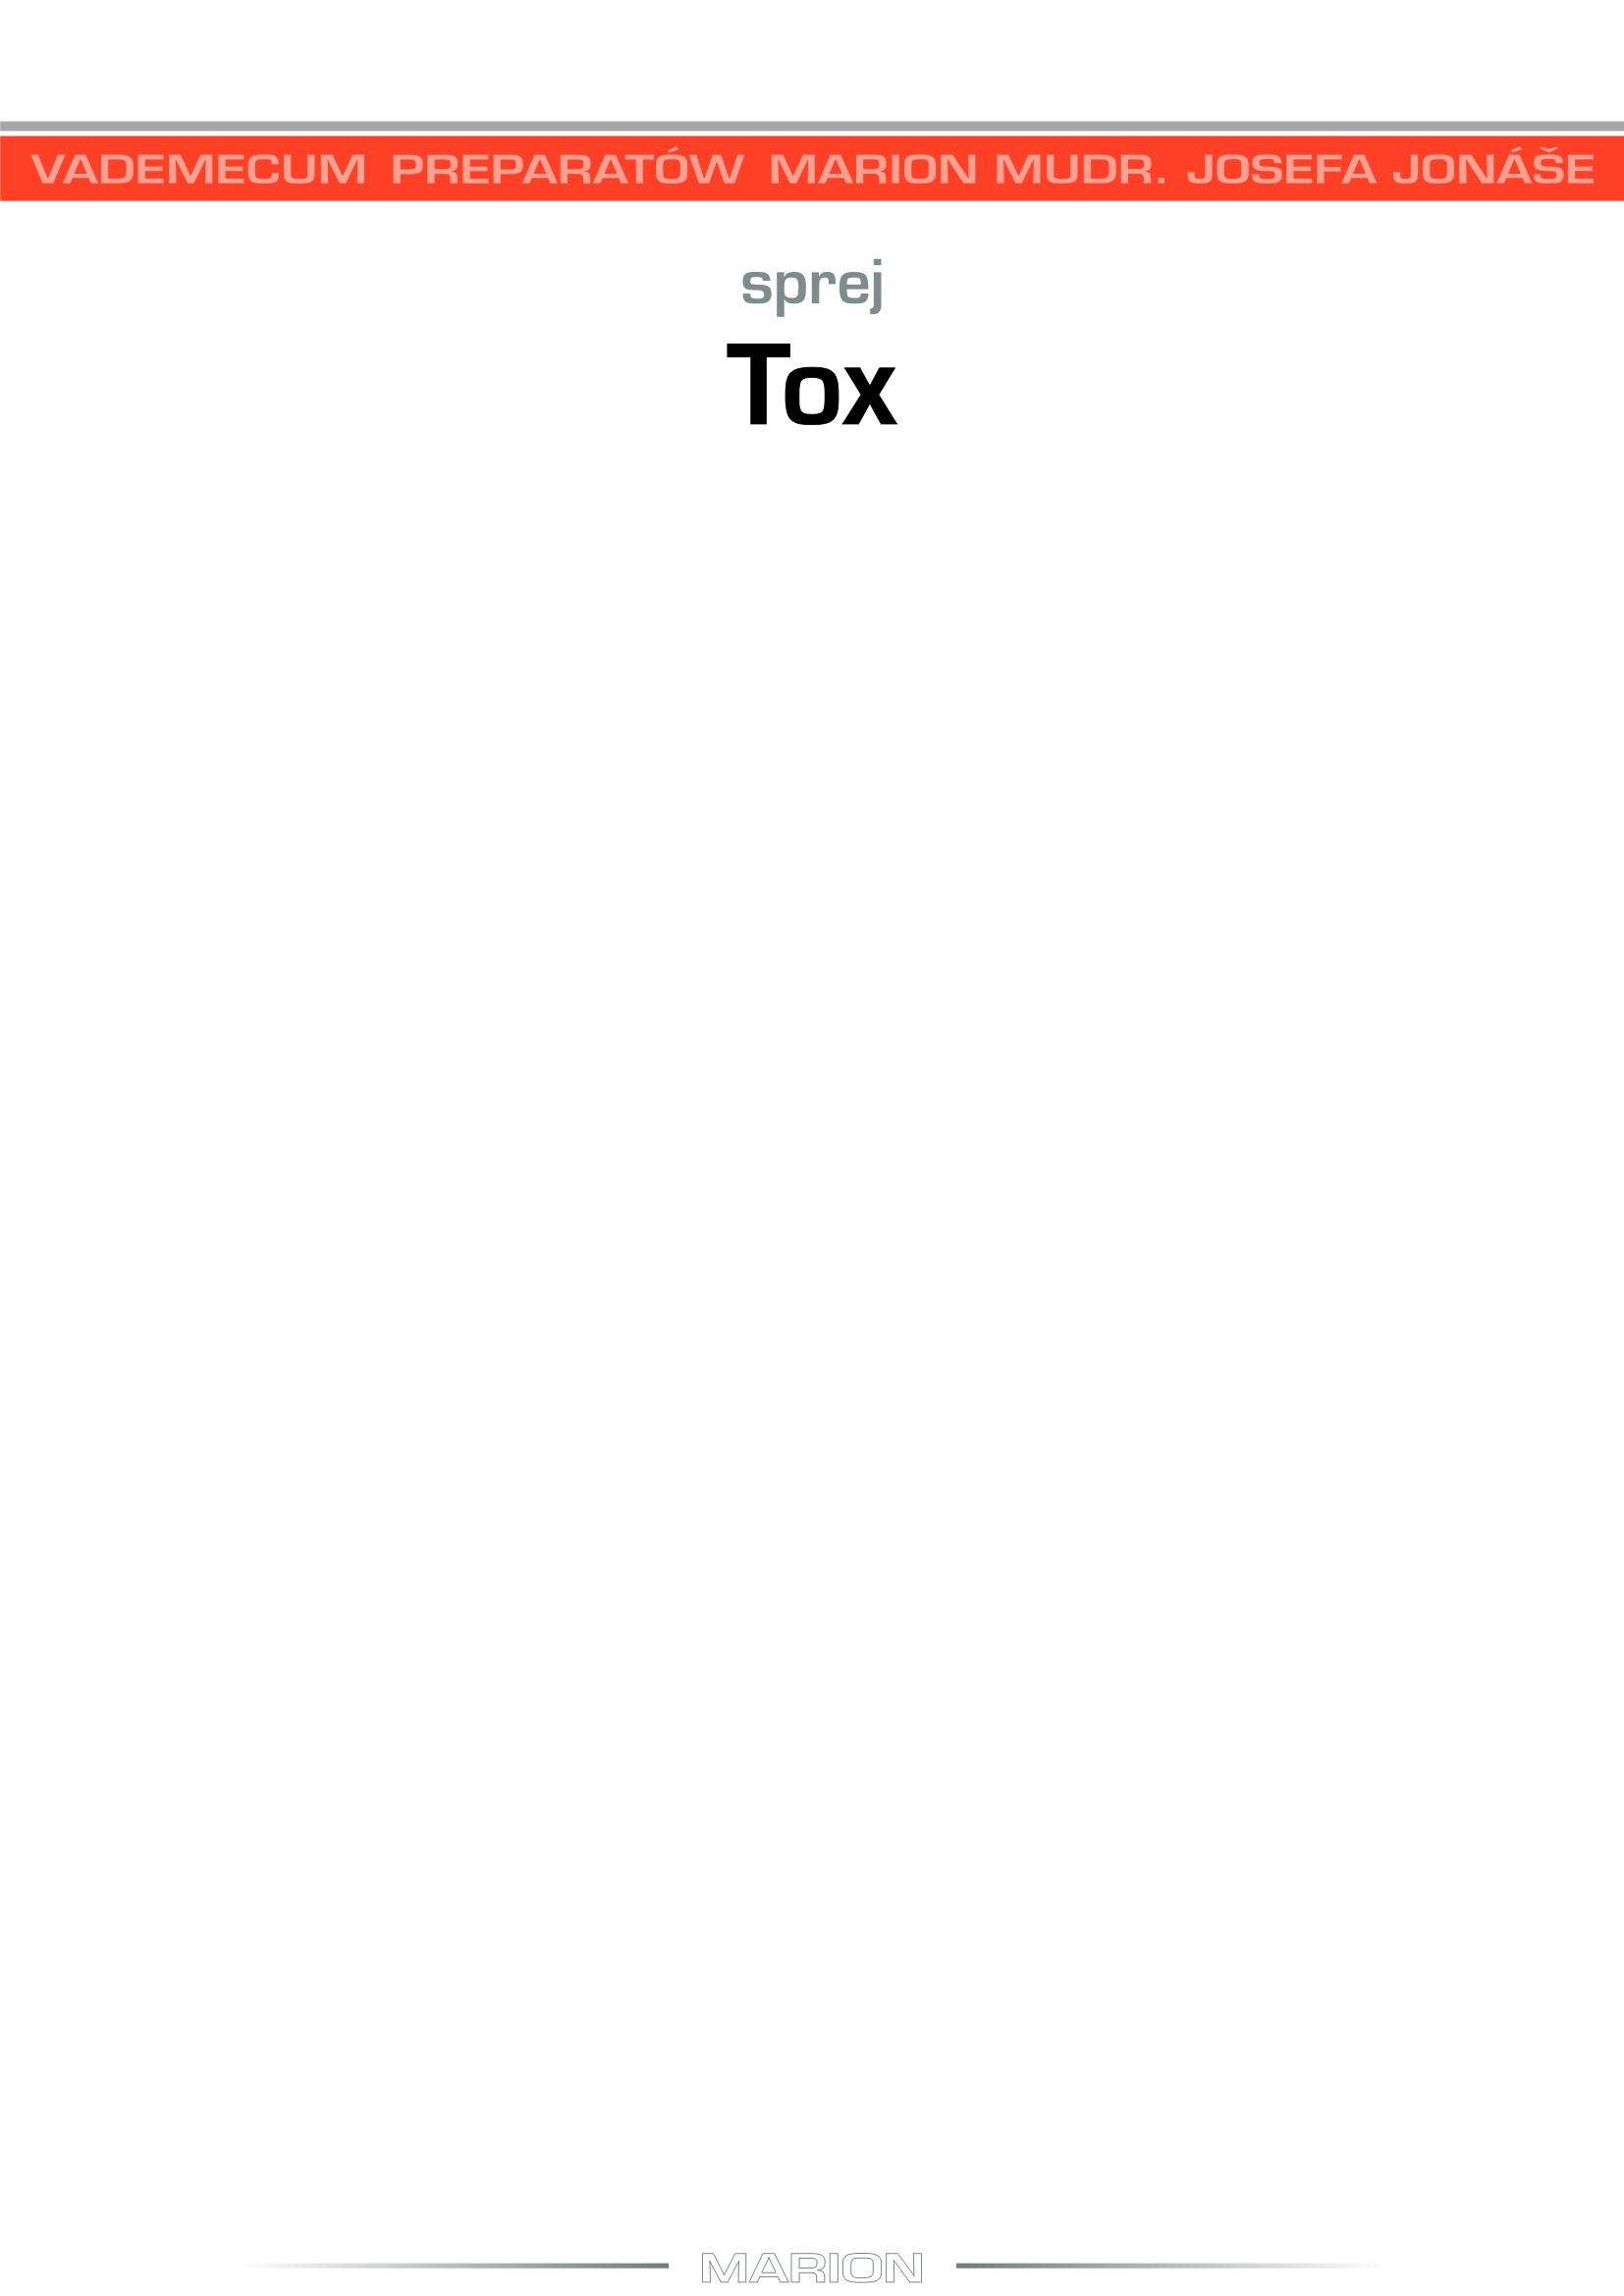 VADEMECUM PREPARATÓW MARION MUDR. JOSEFA JONÁŠE
sprej
Tox
MARION